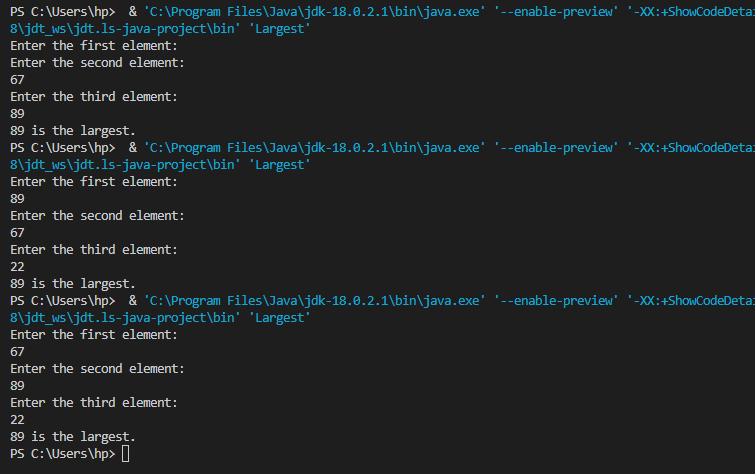 PS C:\Users\hp>  & 'C:\Program Files\Java\jdk-18.0.2.1\bin\java.exe' '--enable-preview' '-XX:+ShowCodeDetai
8\jdt_ws\jdt.ls-java-project\bin' 'Largest'
Enter the first element:
Enter the second element:
67
Enter the third element:
89
89 is the largest.
PS C:\Users\hp>  & 'C:\Program Files\Java\jdk-18.0.2.1\bin\java.exe' '--enable-preview' '-XX:+ShowCodeDetai
8\jdt_ws\jdt.ls-java-project\bin' 'Largest'
Enter the first element:
89
Enter the second element:
67
Enter the third element:
22
89 is the largest.
PS C:\Users\hp>  & 'C:\Program Files\Java\jdk-18.0.2.1\bin\java.exe' '--enable-preview' '-XX:+ShowCodeDetai
8\jdt_ws\jdt.ls-java-project\bin' 'Largest'
Enter the first element:
67
Enter the second element:
89
Enter the third element:
22
89 is the largest.
PS C:\Users\hp>